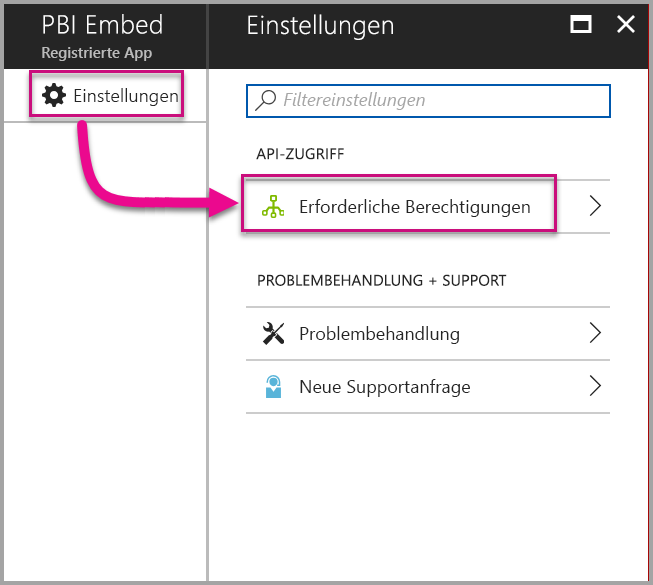 PBI Embed
Registrierte App
Einstellungen
Einstellungen
Filtereinstellungen
API-ZUGRIFF
Erforderliche Berechtigungen
PROBLEMBEHANDLUNG + SUPPORT
Problembehandlung
Neue Supportanfrage